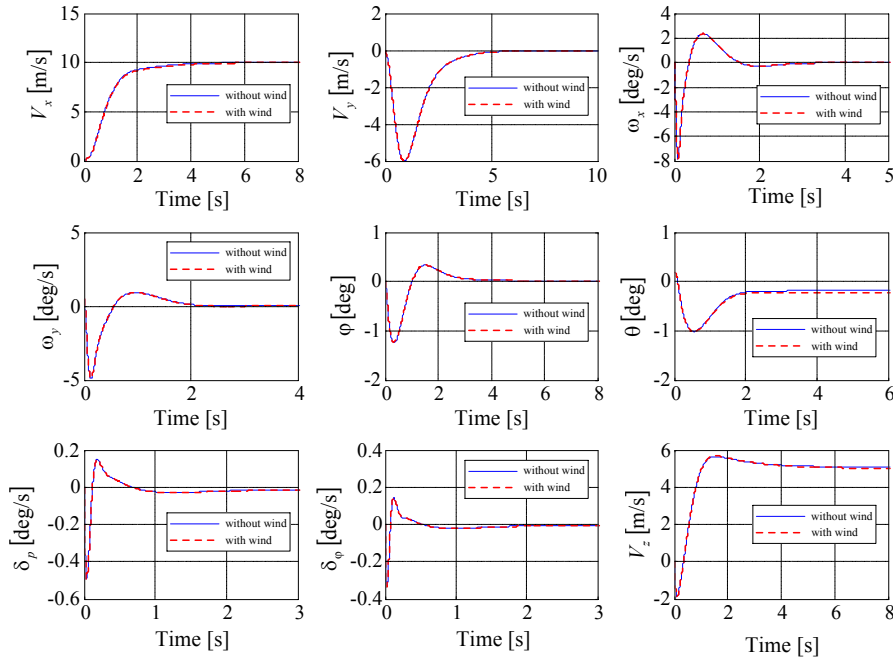 15
10
5
0
V_x [m/s]
without wind
with wind
0 2 4 6 8
Time [s]
2
0
-2
-4
-6
V_y [m/s]
without wind
with wind
0 5 10
Time [s]
4
2
0
-2
-4
-6
-8
ω_x [deg/s]
without wind
with wind
0 1 2 3 4 5
Time [s]
5
0
-5
ω_y [deg/s]
without wind
with wind
0 2 4
Time [s]
1
0
-1
-2
φ [deg]
without wind
with wind
0 2 4 6 8
Time [s]
1
0
-1
-2
θ [deg]
without wind
with wind
0 2 4 6
Time [s]
0.2
0
-0.2
-0.4
-0.6
δ_p [deg/s]
without wind
with wind
0 1 2 3
Time [s]
0.4
0.2
0
-0.2
-0.4
δ_φ [deg/s]
without wind
with wind
0 1 2 3
Time [s]
6
4
2
0
-2
V_z [m/s]
without wind
with wind
0 2 4 6 8
Time [s]